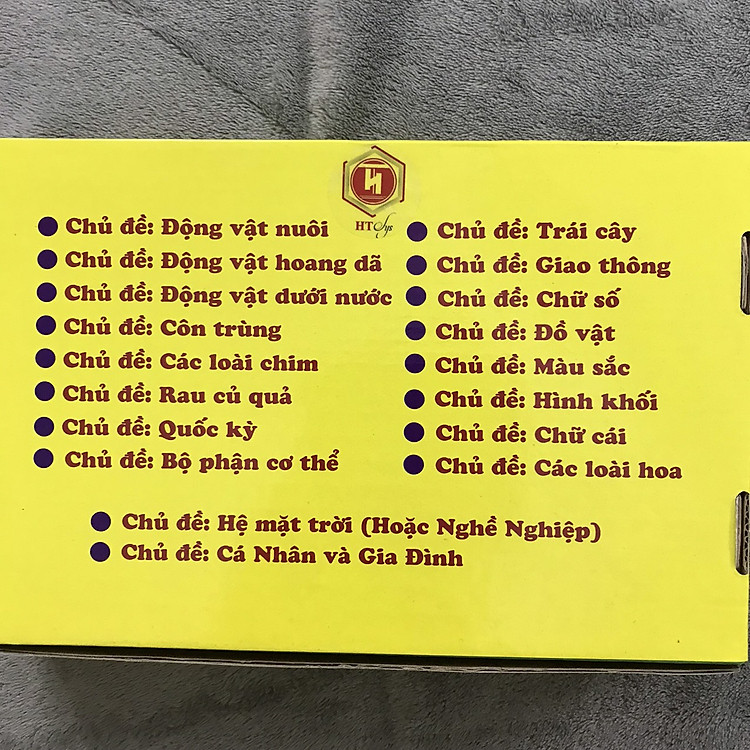 HT Sys
Chủ đề: Động vật nuôi
Chủ đề: Động vật hoang dã
Chủ đề: Động vật dưới nước
Chủ đề: Côn trùng
Chủ đề: Các loài chim
Chủ đề: Rau củ quả
Chủ đề: Quốc kỳ
Chủ đề: Bộ phận cơ thể
Chủ đề: Trái cây
Chủ đề: Giao thông
Chủ đề: Chữ số
Chủ đề: Đồ vật
Chủ đề: Màu sắc
Chủ đề: Hình khối
Chủ đề: Chữ cái
Chủ đề: Các loài hoa
Chủ đề: Hệ mặt trời (Hoặc Nghề Nghiệp)
Chủ đề: Cá Nhân và Gia Đình